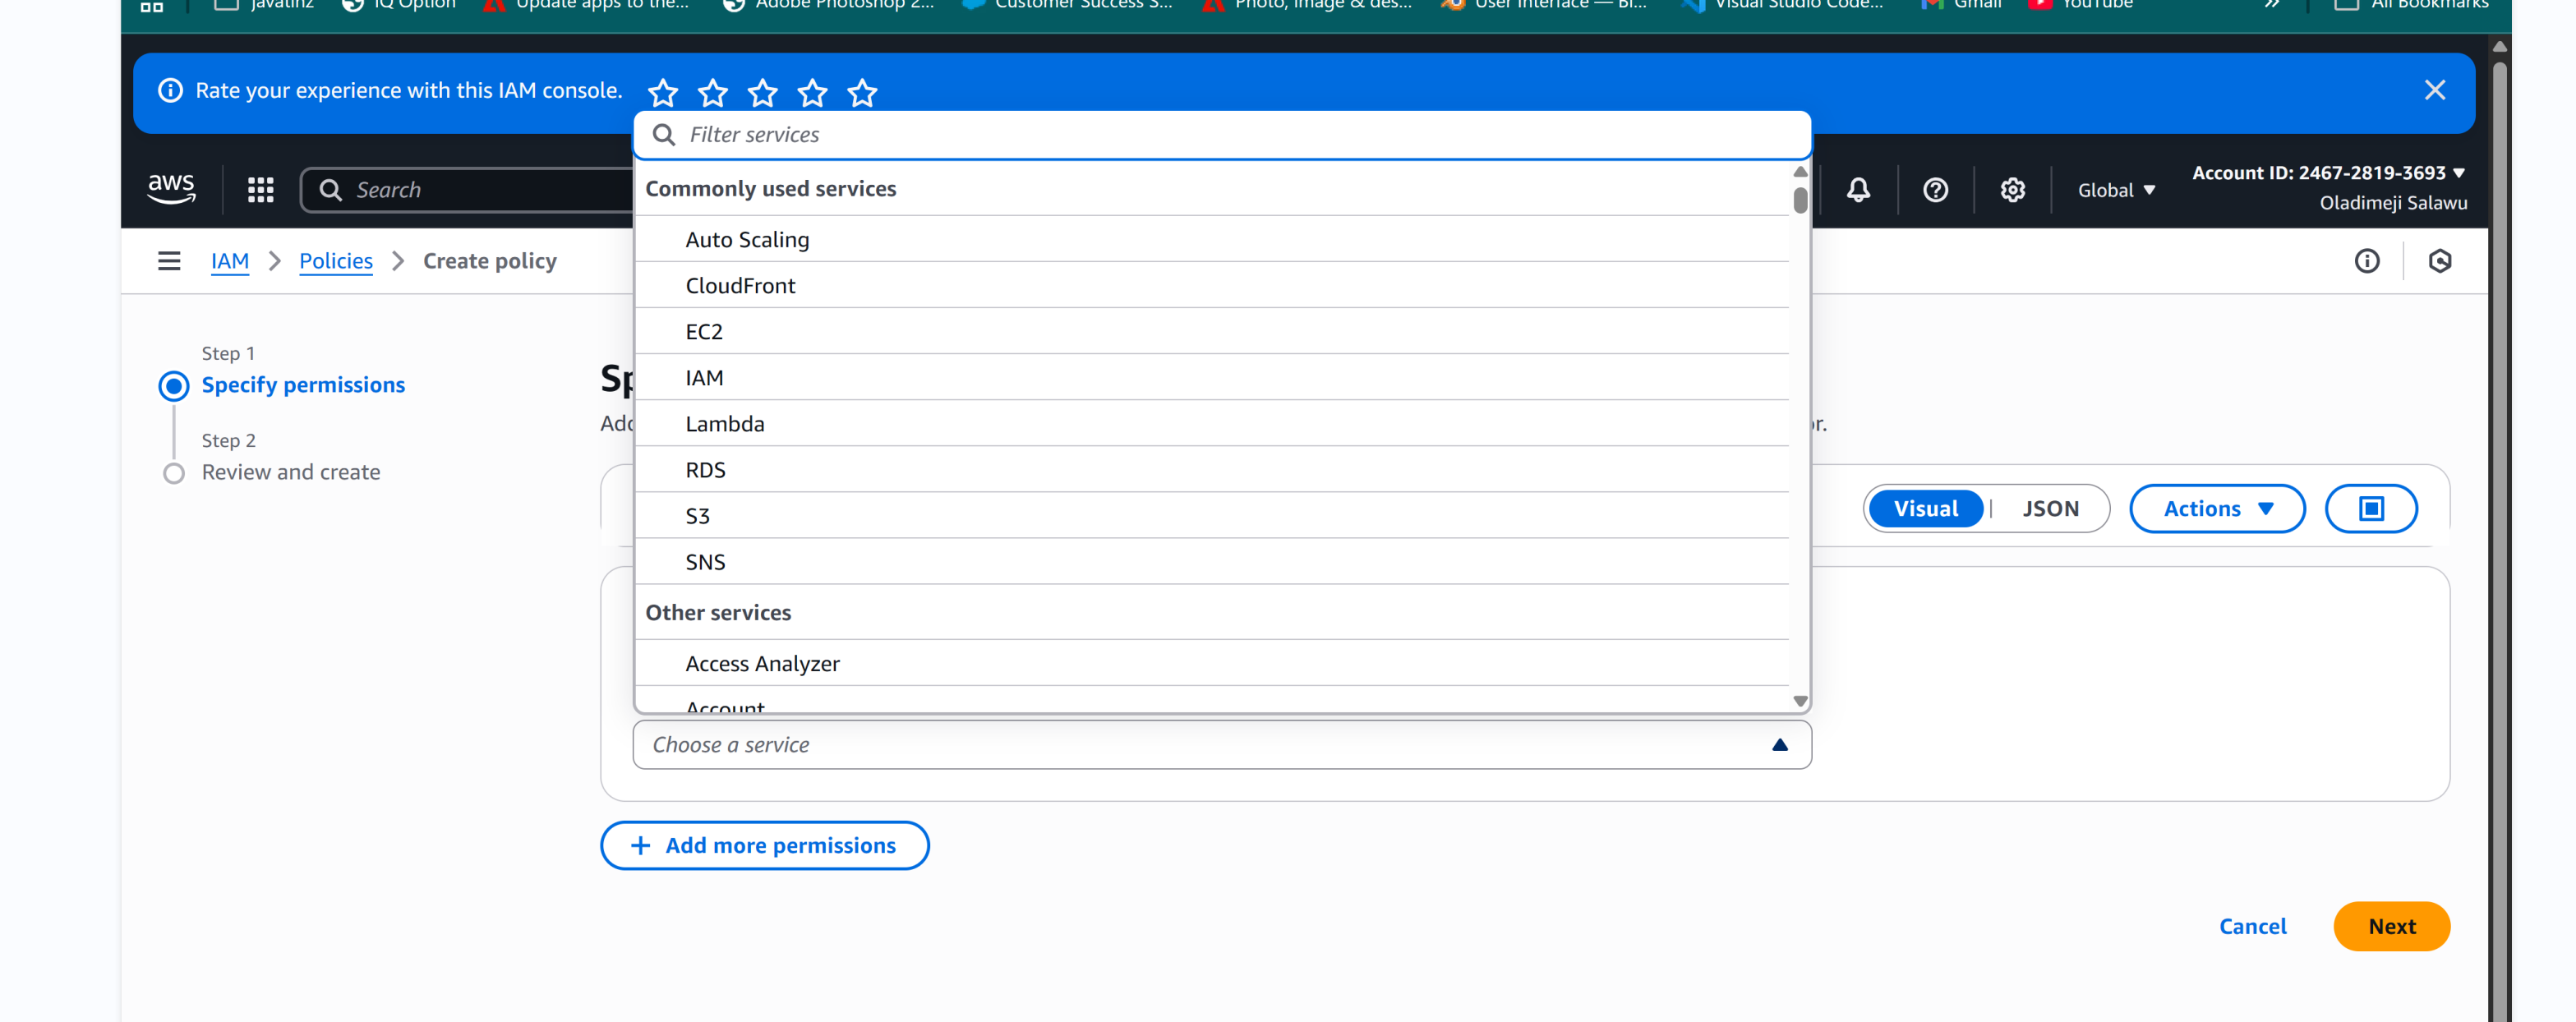 javatinz
IQ Option
Update apps to the...
Adobe Photoshop 2...
Customer Success S...
Photo, image & des...
User Interface — Bl...
Visual Studio Code...
Gmail
YouTube
All Bookmarks
Rate your experience with this IAM console.
Filter services
aws
Search
Global
Account ID: 2467-2819-3693
Oladimeji Salawu
IAM
Policies
Create policy
Step 1
Specify permissions
Step 2
Review and create
Commonly used services
Auto Scaling
CloudFront
EC2
IAM
Lambda
RDS
S3
SNS
Other services
Access Analyzer
Account
Sp
Add
r.
Visual | JSON
Actions
Choose a service
Add more permissions
Cancel
Next